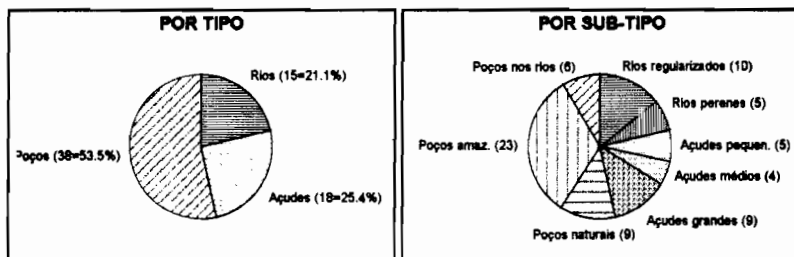 POR TIPO
Rios (15=21.1%)
Poços (38=53.5%)
Açudes (18=25.4%)
POR SUB-TIPO
Poços nos rios (6)
Rios regularizados (10)
Rios perenes (5)
Poços amaz. (23)
Açudes pequen. (5)
Açudes médios (4)
Açudes grandes (9)
Poços naturais (9)